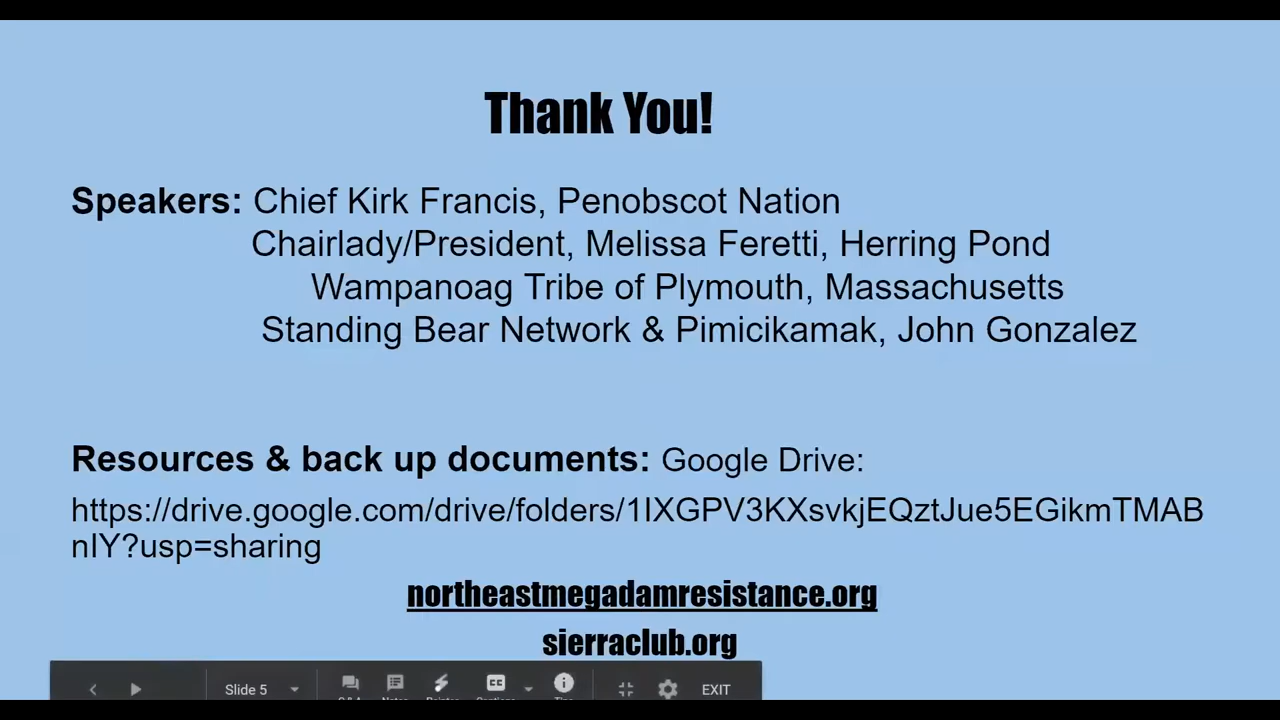 Thank You!
Speakers: Chief Kirk Francis, Penobscot Nation
Chairlady/President, Melissa Feretti, Herring Pond
Wampanoag Tribe of Plymouth, Massachusetts
Standing Bear Network & Pimicikamak, John Gonzalez
Resources & back up documents: Google Drive:
https://drive.google.com/drive/folders/1IXGPV3KXsvkjEQztJue5EGikmTMAB
nIY?usp=sharing
northeastmegadamresistance.org
sierraclub.org
Slide 5
EXIT